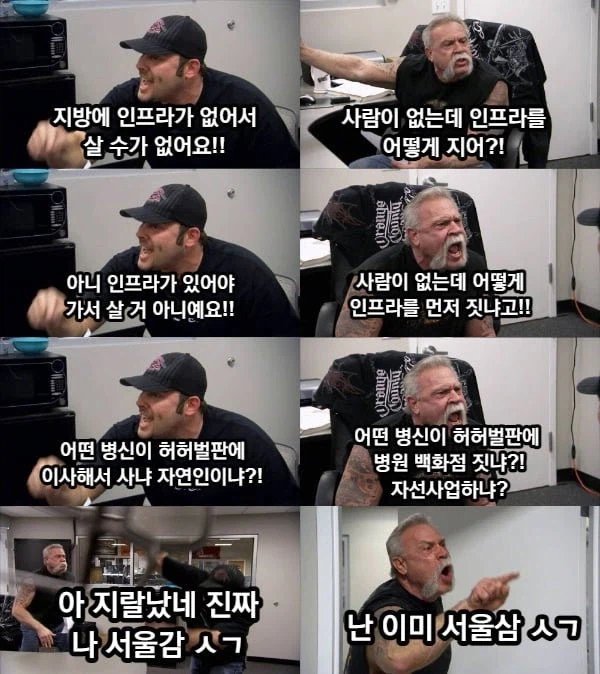 지방에 인프라가 없어서
살 수가 없어요!!
사람이 없는데 인프라를
어떻게 지어?!
아니 인프라가 있어야
가서 살 거 아니예요!!
사람이 없는데 어떻게
인프라를 먼저 짓냐고!!
어떤 병신이 허허벌판에
이사해서 사냐 자연인이냐?!
어떤 병신이 허허벌판에
병원 백화점 짓냐?!
자선사업하냐?
아 지랄났네 진짜
나 서울감 ㅅㄱ
난 이미 서울삼 ㅅㄱ